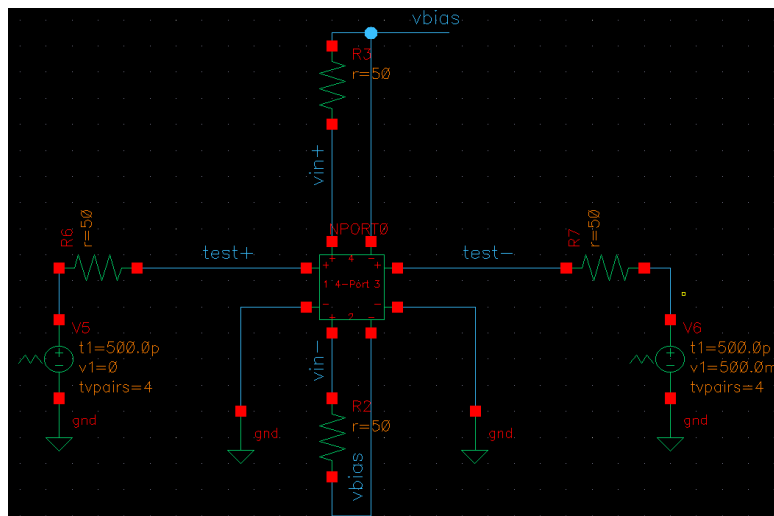 vbias
R3
r=50
vin+
NPORT0
R6
r=50
test+
test-
R7
r=50
+ 4 -
+ +
1 4-Port 3
- -
+ 2 -
V5
t1=500.0p
v1=0
tvpairs=4
gnd
vin-
R2
r=50
vbias
gnd
gnd
V6
t1=500.0p
v1=500.0m
tvpairs=4
gnd